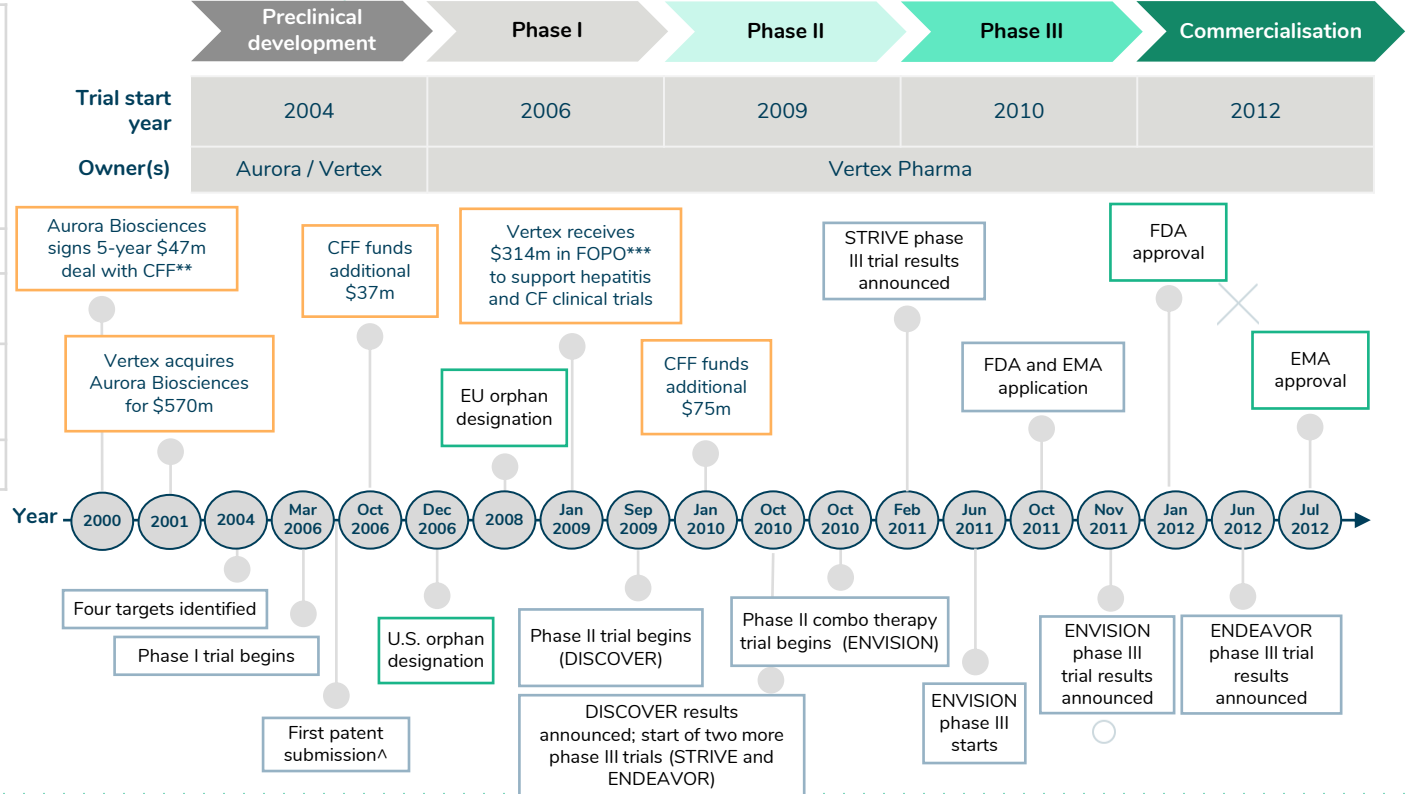 Preclinical
development
Phase I
Phase II
Phase III
Commercialisation
Trial start
year
2004
2006
2009
2010
2012
Owner(s)
Aurora / Vertex
Vertex Pharma
Aurora Biosciences
signs 5-year $47m
deal with CFF**
CFF funds
additional
$37m
Vertex receives
$314m in FOPO***
to support hepatitis
and CF clinical trials
STRIVE phase
III trial results
announced
FDA
approval
Vertex acquires
Aurora Biosciences
for $570m
EU orphan
designation
CFF funds
additional
$75m
FDA and EMA
application
EMA
approval
Year
2000
2001
2004
Mar
2006
Oct
2006
Dec
2006
2008
Jan
2009
Sep
2009
Jan
2010
Oct
2010
Oct
2010
Feb
2011
Jun
2011
Oct
2011
Nov
2011
Jan
2012
Jun
2012
Jul
2012
Four targets identified
Phase I trial begins
First patent
submission^
U.S. orphan
designation
Phase II trial begins
(DISCOVER)
DISCOVER results
announced; start of two more
phase III trials (STRIVE and
ENDEAVOR)
Phase II combo therapy
trial begins (ENVISION)
ENVISION
phase III
starts
ENVISION
phase III
trial results
announced
ENDEAVOR
phase III trial
results
announced